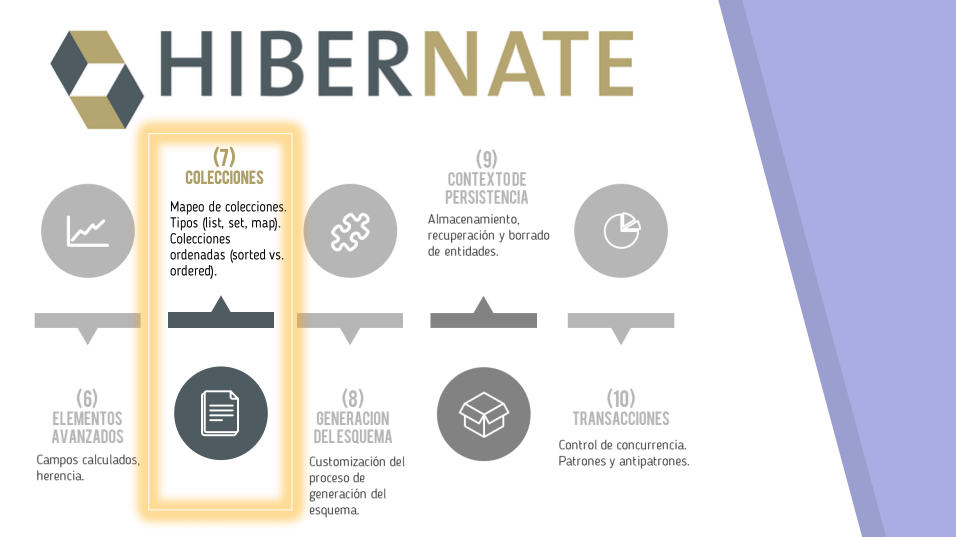 HIBERNATE
(7)
COLECCIONES
Mapeo de colecciones.
Tipos (list, set, map).
Colecciones
ordenadas (sorted vs.
ordered).
(9)
CONTEXTO DE
PERSISTENCIA
Almacenamiento,
recuperación y borrado
de entidades.
(6)
ELEMENTOS
AVANZADOS
Campos calculados,
herencia.
(8)
GENERACION
DEL ESQUEMA
Customización del
proceso de
generación del
esquema.
(10)
TRANSACCIONES
Control de concurrencia.
Patrones y antipatrones.